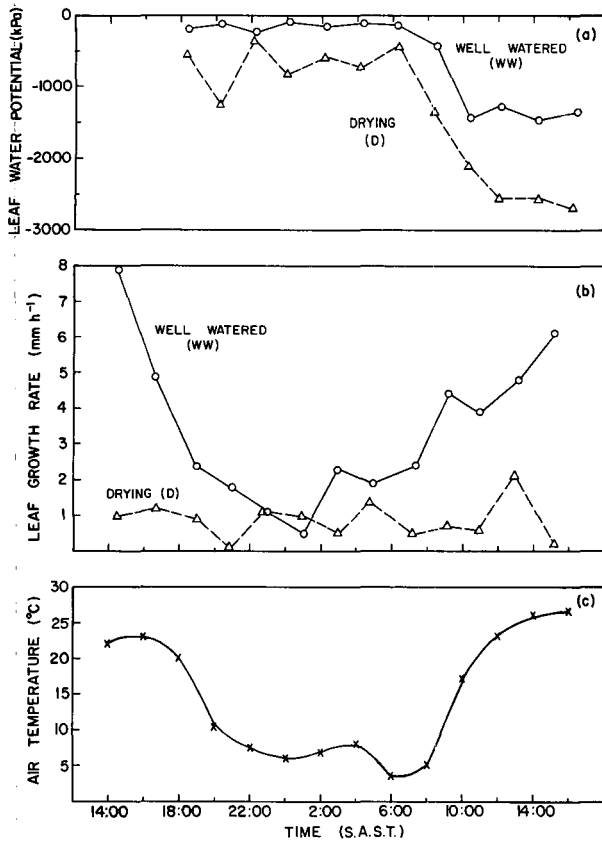 LEAF WATER-POTENTIAL (kPa)
0
-1000
-2000
-3000
(a)
WELL WATERED
(WW)
DRYING
(D)
LEAF GROWTH RATE (mm h⁻¹)
8
7
6
5
4
3
2
1
(b)
WELL WATERED
(WW)
DRYING (D)
AIR TEMPERATURE (°C)
30
25
20
15
10
5
(c)
14:00 18:00 22:00 2:00 6:00 10:00 14:00
TIME (S.A.S.T.)